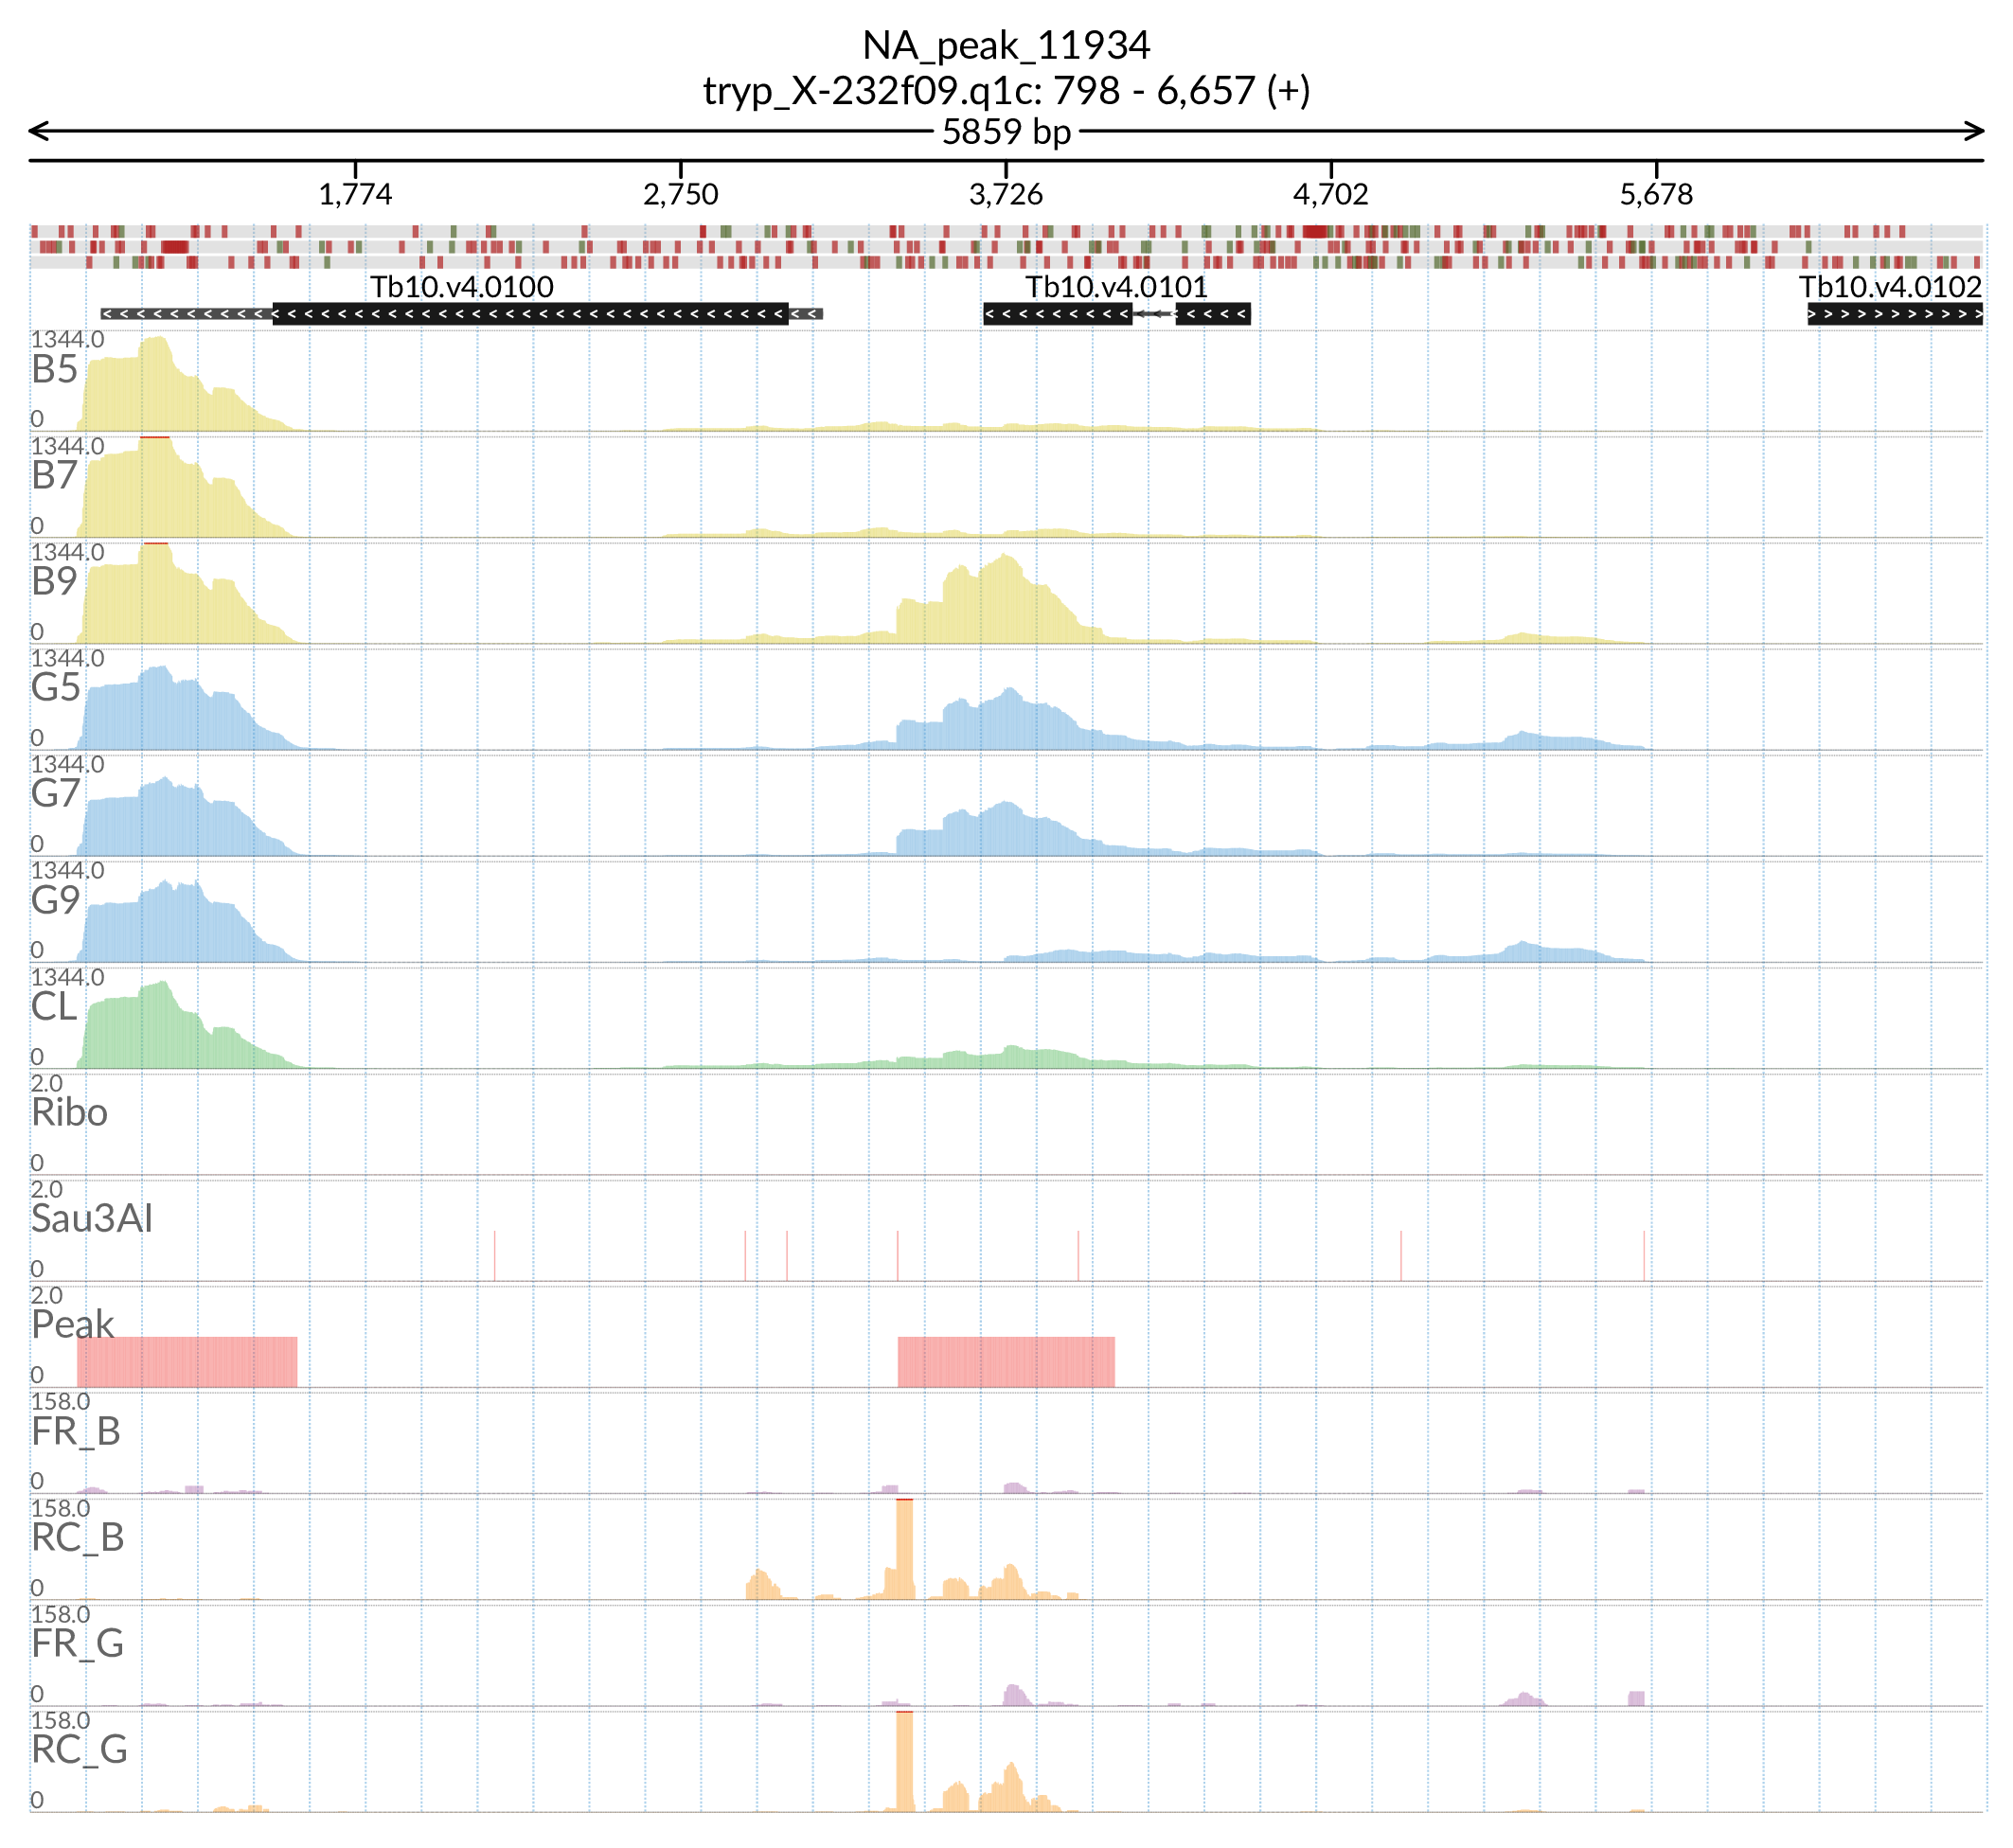 NA_peak_11934
tryp_X-232f09.q1c: 798 - 6,657 (+)
5859 bp
1,774 2,750 3,726 4,702 5,678
Tb10.v4.0100 Tb10.v4.0101 Tb10.v4.0102
1344.0
B5
0
1344.0
B7
0
1344.0
B9
0
1344.0
G5
0
1344.0
G7
0
1344.0
G9
0
1344.0
CL
0
2.0
Ribo
0
2.0
Sau3AI
0
2.0
Peak
0
158.0
FR_B
0
158.0
RC_B
0
158.0
FR_G
0
158.0
RC_G
0